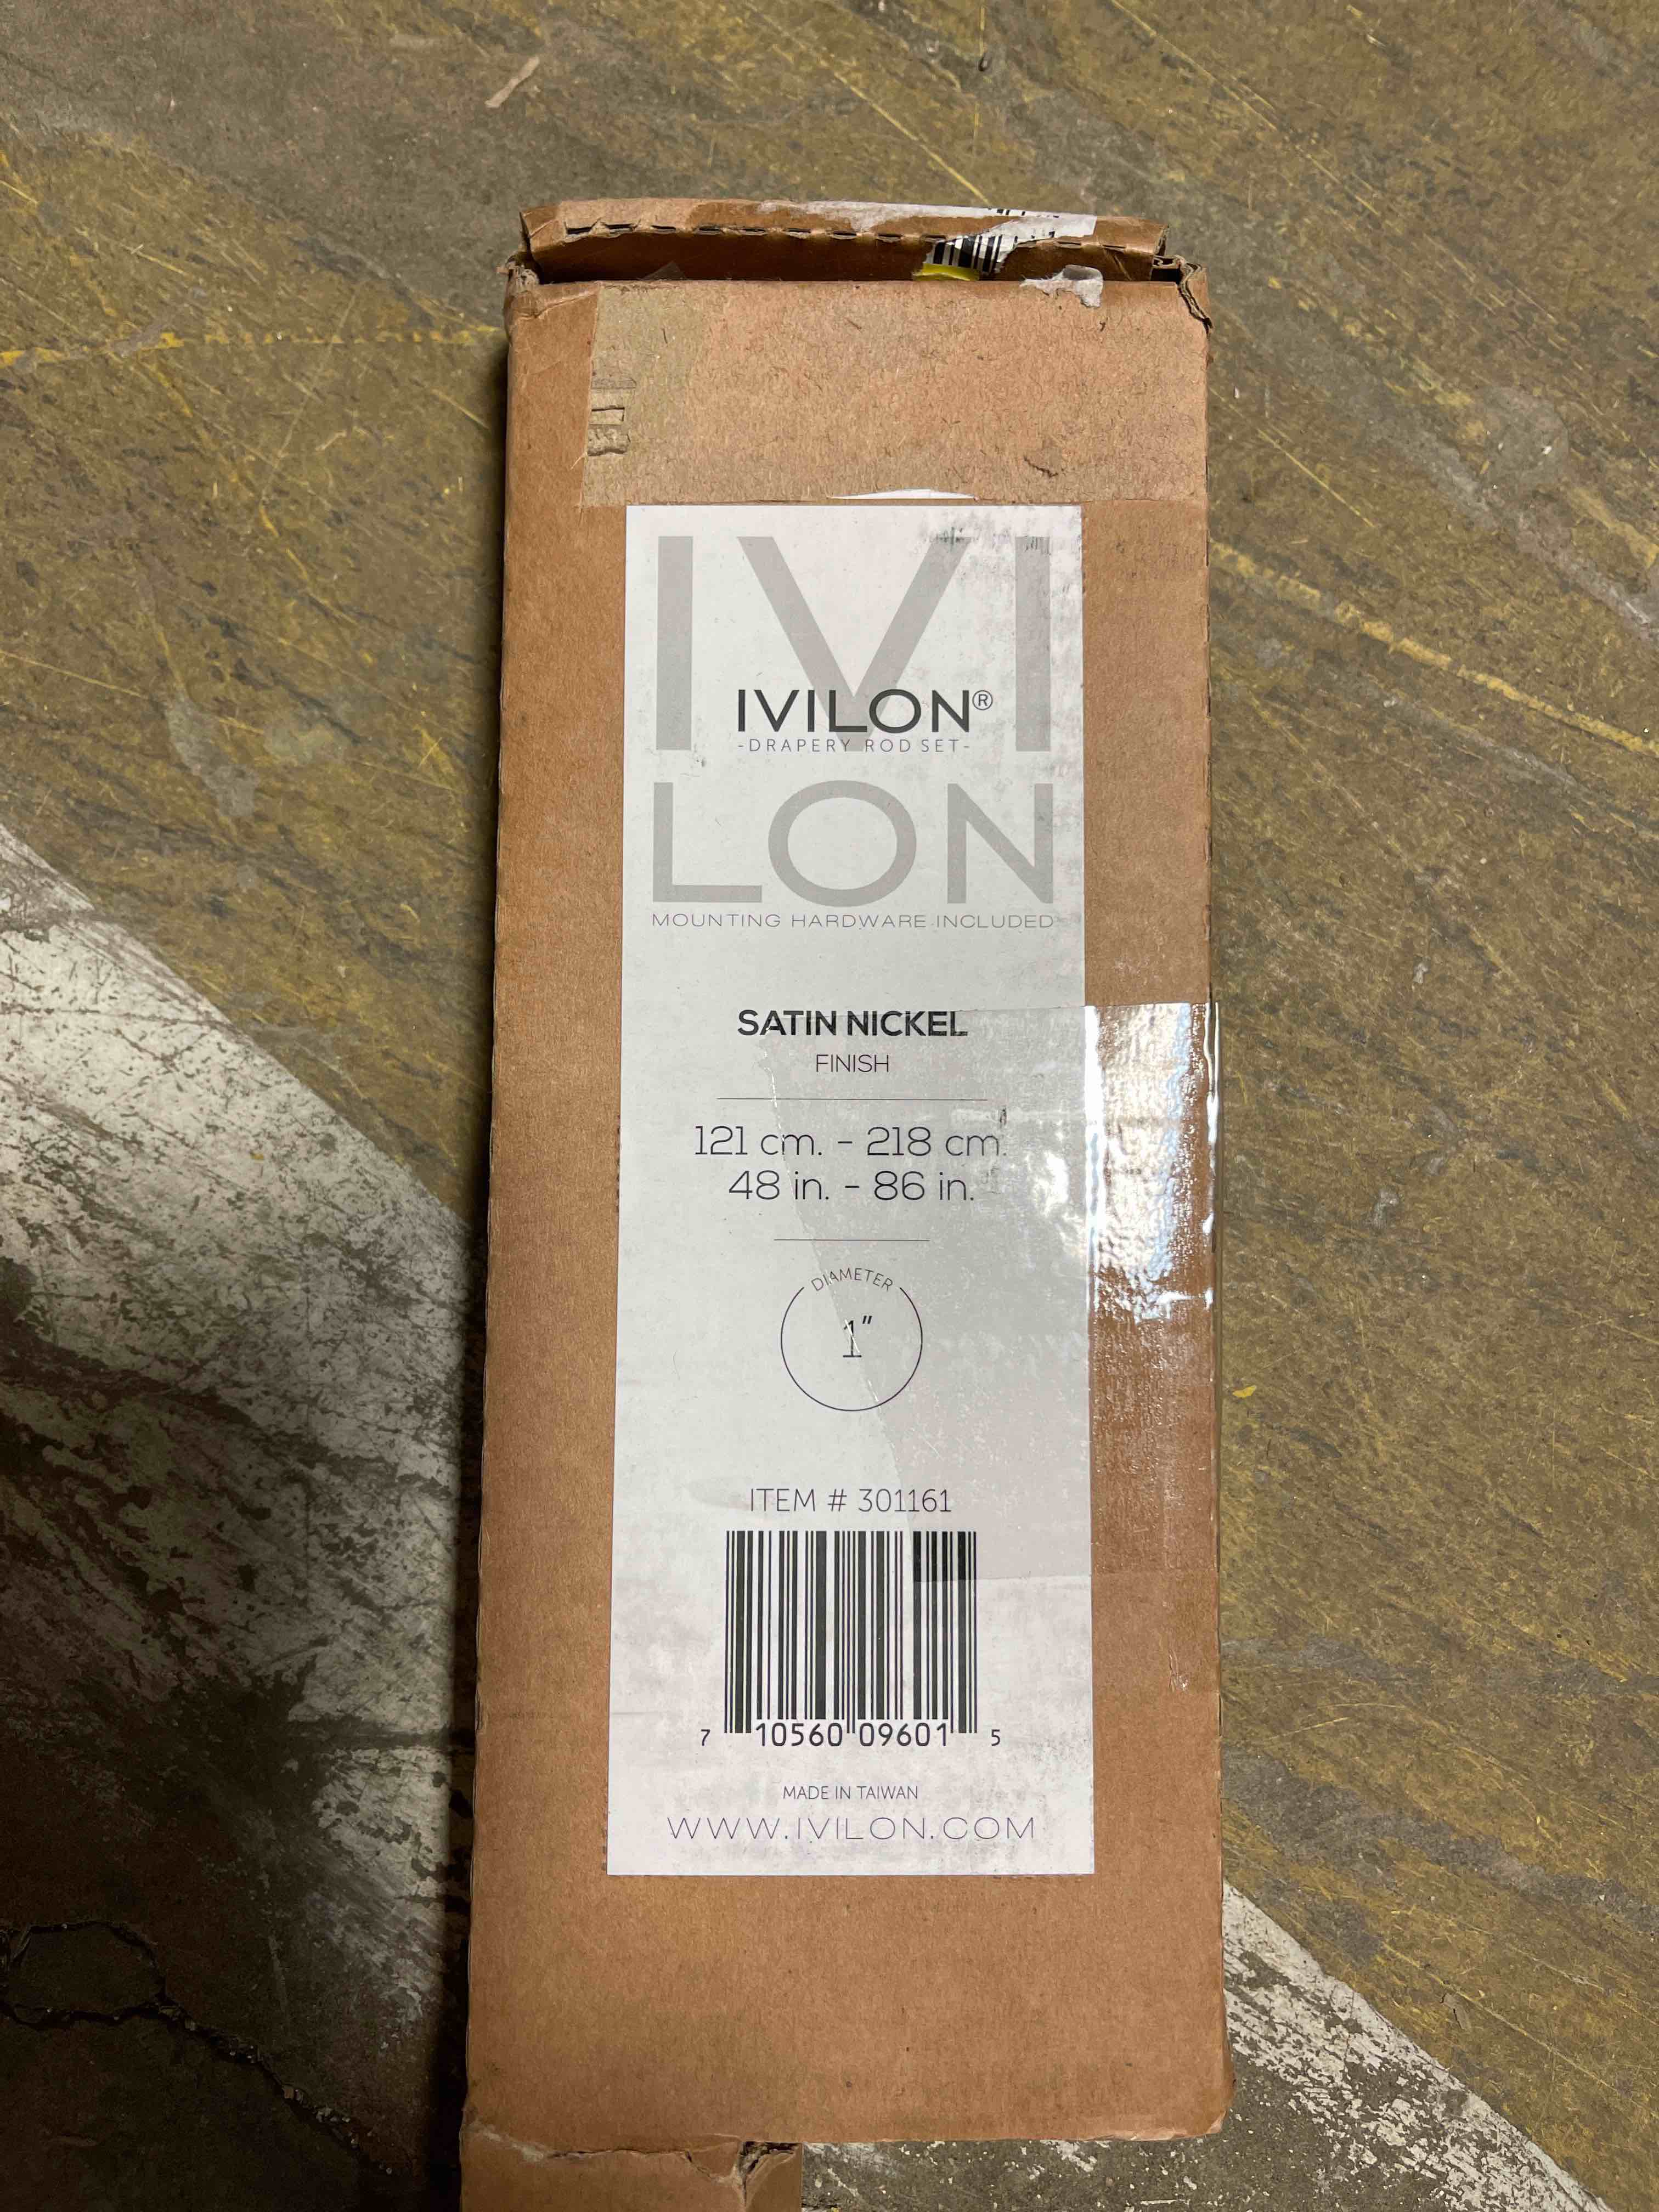 IVI
IVILON®
-DRAPERY ROD SET-
LON
MOUNTING HARDWARE INCLUDED
SATIN NICKEL
FINISH
121 cm. - 218 cm.
48 in. - 86 in.
DIAMETER
1"
ITEM # 301161
7 10560 09601 5
MADE IN TAIWAN
WWW.IVILON.COM